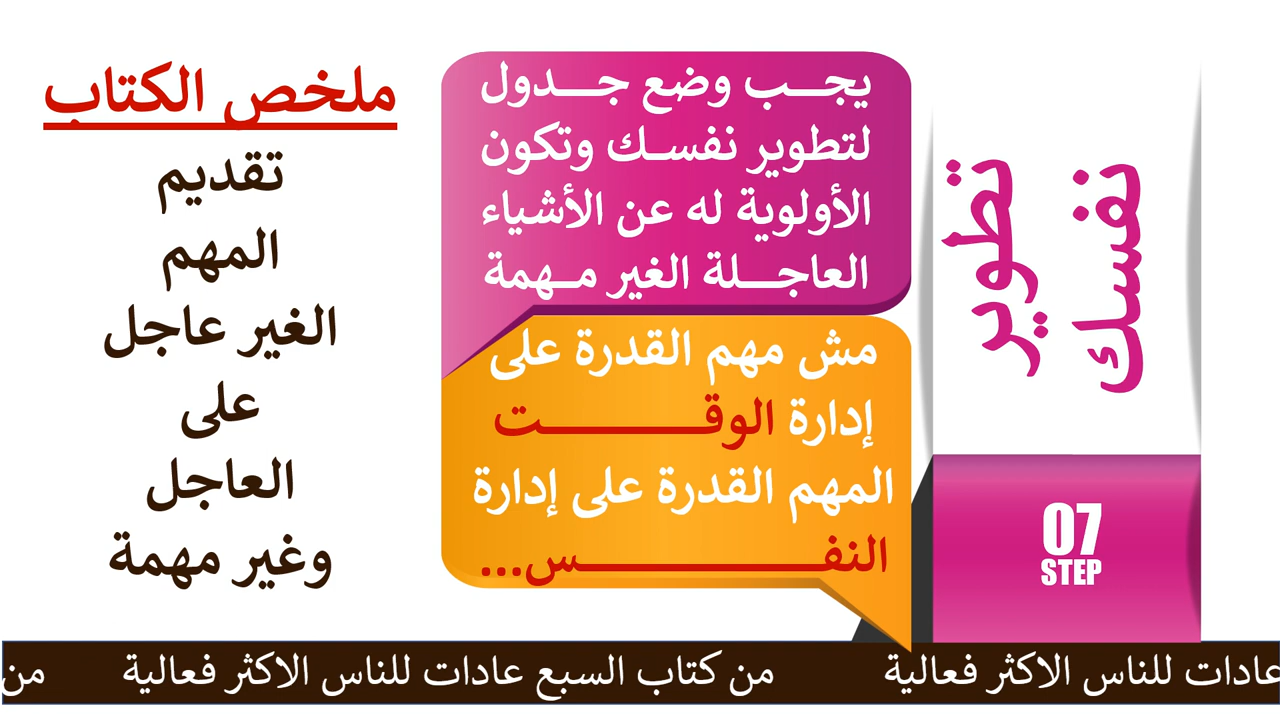 ملخص الكتاب
تقديم
المهم
الغير عاجل
على
العاجل
وغير مهمة
يجب وضع جدول
لتطوير نفسك وتكون
الأولوية له عن الأشياء
العاجلة الغير مهمة
مش مهم القدرة على
إدارة الوقت
المهم القدرة على إدارة
النفس...
تطوير
نفسك
07
STEP
عادات للناس الاكثر فعالية من كتاب السبع عادات للناس الاكثر فعالية من